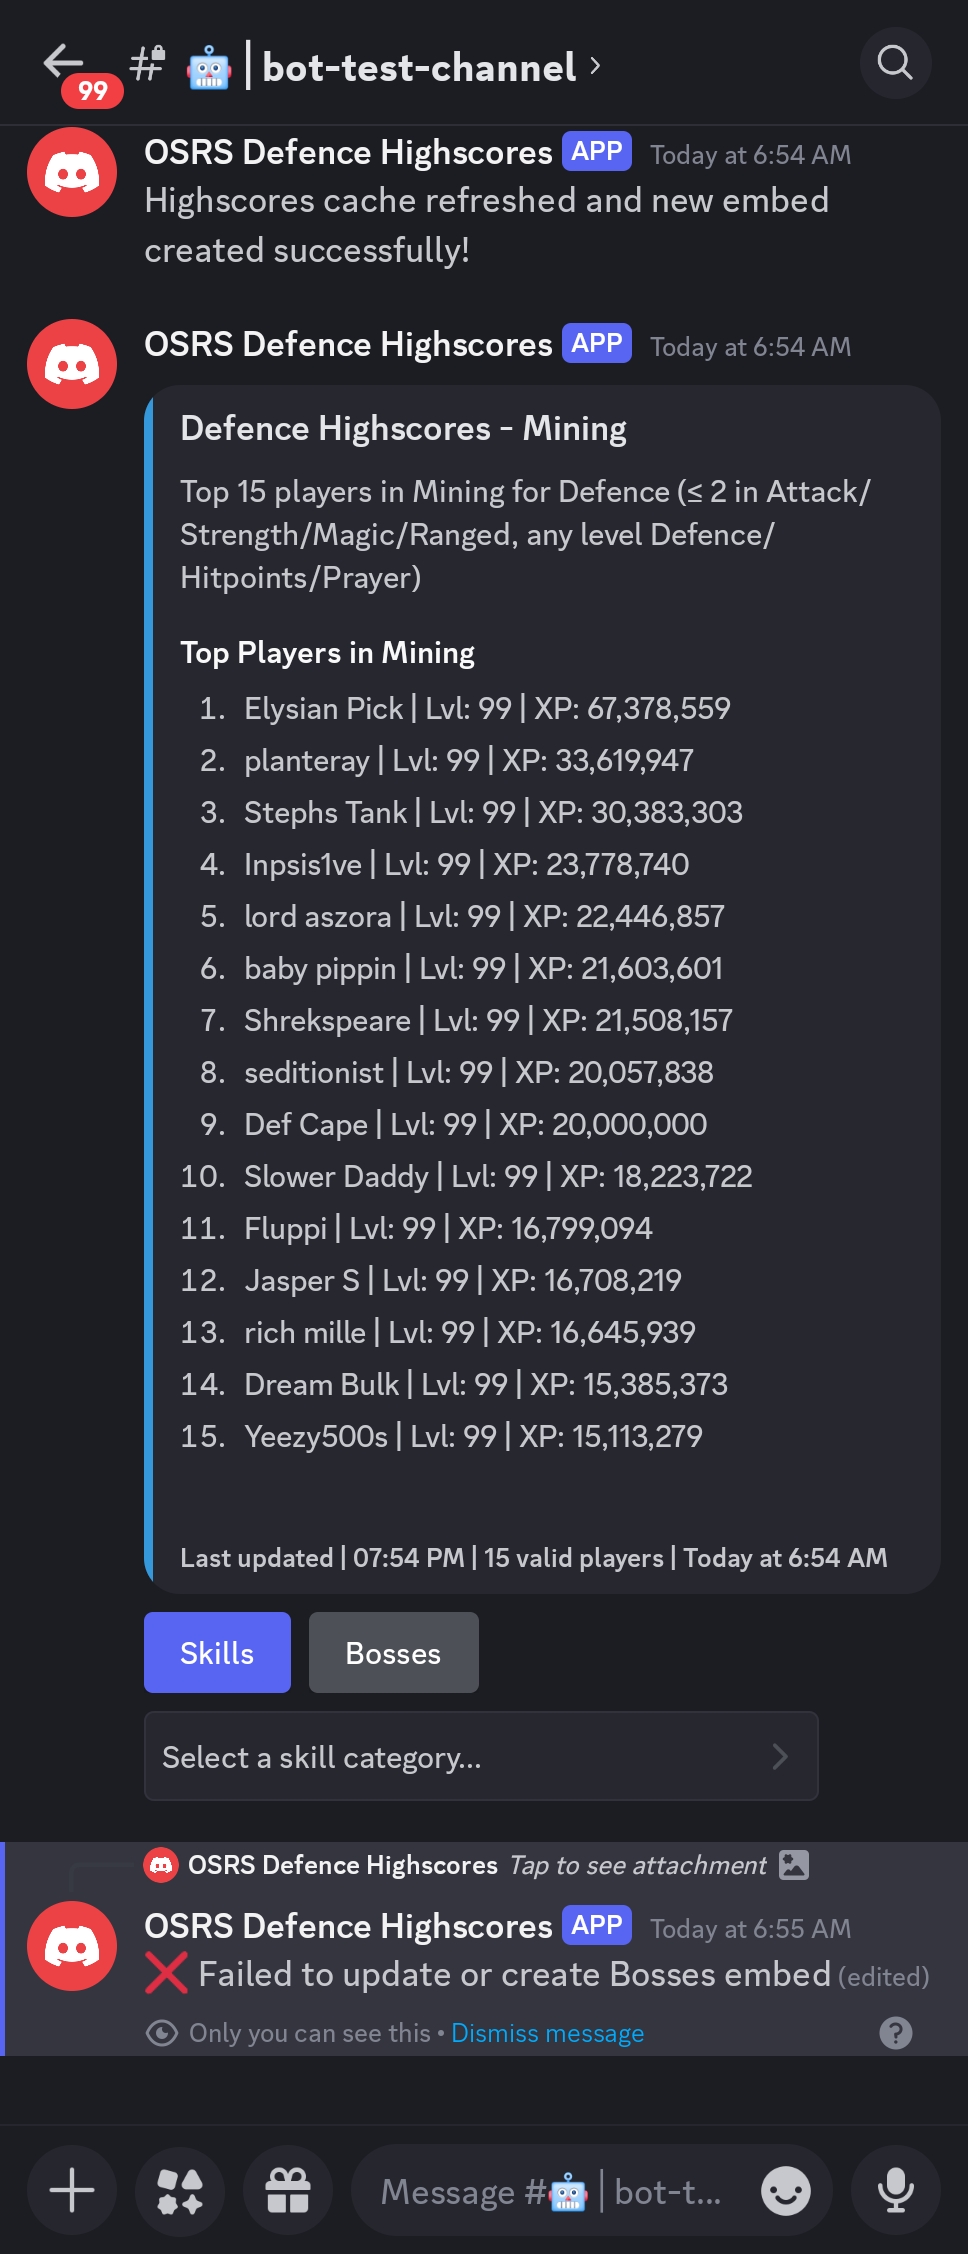 99
# 🤖 | bot-test-channel ›
OSRS Defence Highscores APP Today at 6:54 AM
Highscores cache refreshed and new embed
created successfully!
OSRS Defence Highscores APP Today at 6:54 AM
Defence Highscores - Mining
Top 15 players in Mining for Defence (≤ 2 in Attack/
Strength/Magic/Ranged, any level Defence/
Hitpoints/Prayer)
Top Players in Mining
1. Elysian Pick | Lvl: 99 | XP: 67,378,559
2. planteray | Lvl: 99 | XP: 33,619,947
3. Stephs Tank | Lvl: 99 | XP: 30,383,303
4. Inpsis1ve | Lvl: 99 | XP: 23,778,740
5. lord aszora | Lvl: 99 | XP: 22,446,857
6. baby pippin | Lvl: 99 | XP: 21,603,601
7. Shrekspeare | Lvl: 99 | XP: 21,508,157
8. seditionist | Lvl: 99 | XP: 20,057,838
9. Def Cape | Lvl: 99 | XP: 20,000,000
10. Slower Daddy | Lvl: 99 | XP: 18,223,722
11. Fluppi | Lvl: 99 | XP: 16,799,094
12. Jasper S | Lvl: 99 | XP: 16,708,219
13. rich mille | Lvl: 99 | XP: 16,645,939
14. Dream Bulk | Lvl: 99 | XP: 15,385,373
15. Yeezy500s | Lvl: 99 | XP: 15,113,279
Last updated | 07:54 PM | 15 valid players | Today at 6:54 AM
Skills Bosses
Select a skill category...
OSRS Defence Highscores Tap to see attachment
OSRS Defence Highscores APP Today at 6:55 AM
❌ Failed to update or create Bosses embed (edited)
Only you can see this • Dismiss message
Message #🤖 | bot-t...